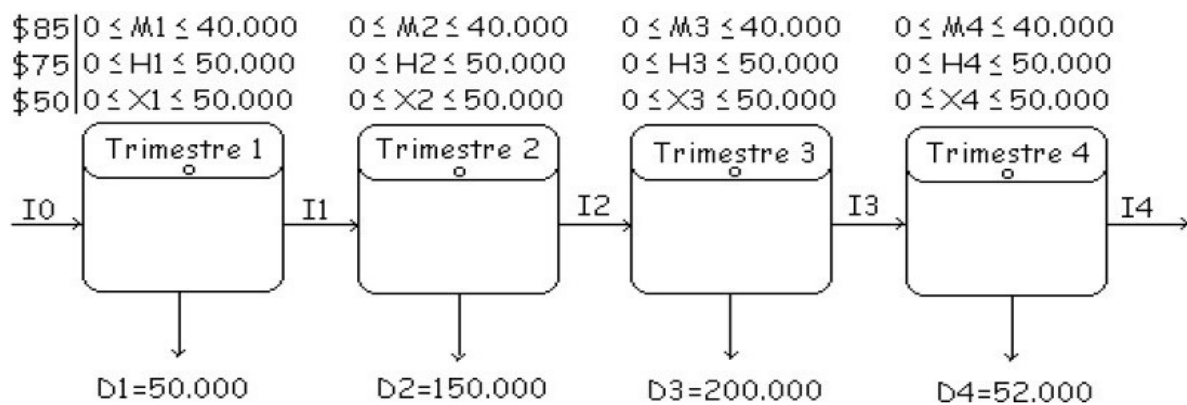 $85 0 ≤ M1 ≤ 40.000 0 ≤ M2 ≤ 40.000 0 ≤ M3 ≤ 40.000 0 ≤ M4 ≤ 40.000
$75 0 ≤ H1 ≤ 50.000 0 ≤ H2 ≤ 50.000 0 ≤ H3 ≤ 50.000 0 ≤ H4 ≤ 50.000
$50 0 ≤ X1 ≤ 50.000 0 ≤ X2 ≤ 50.000 0 ≤ X3 ≤ 50.000 0 ≤ X4 ≤ 50.000
Trimestre 1 Trimestre 2 Trimestre 3 Trimestre 4
I0 I1 I2 I3 I4
D1=50.000 D2=150.000 D3=200.000 D4=52.000